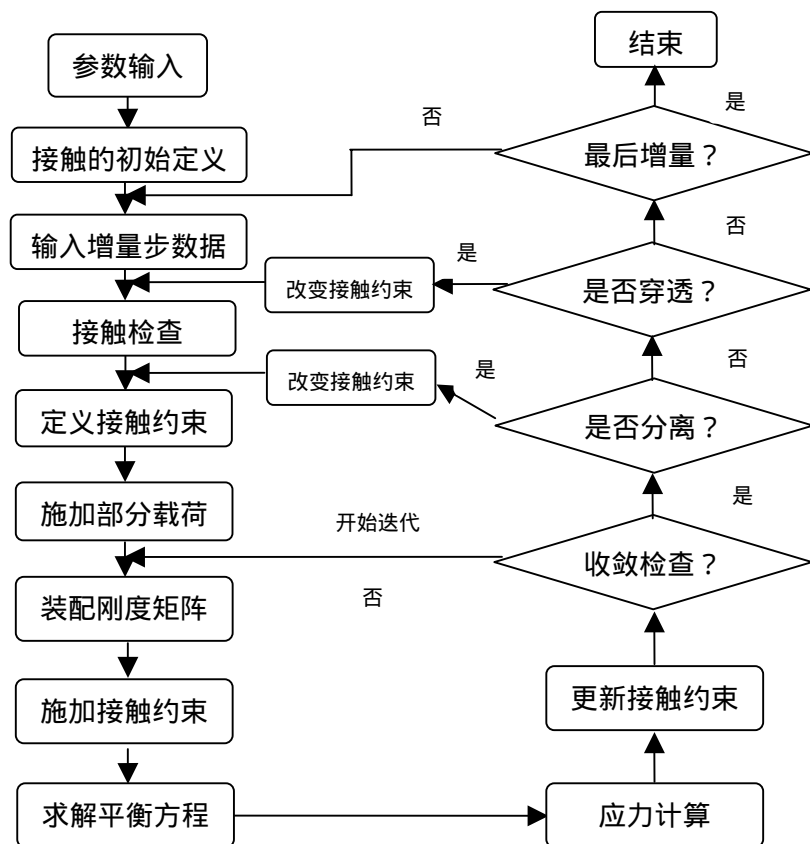 结束
参数输入
是
否
接触的初始定义
最后增量？
输入增量步数据
否
是
改变接触约束
是否穿透？
接触检查
否
改变接触约束
是
定义接触约束
是否分离？
施加部分载荷
是
开始迭代
收敛检查？
装配刚度矩阵
否
施加接触约束
更新接触约束
求解平衡方程
应力计算